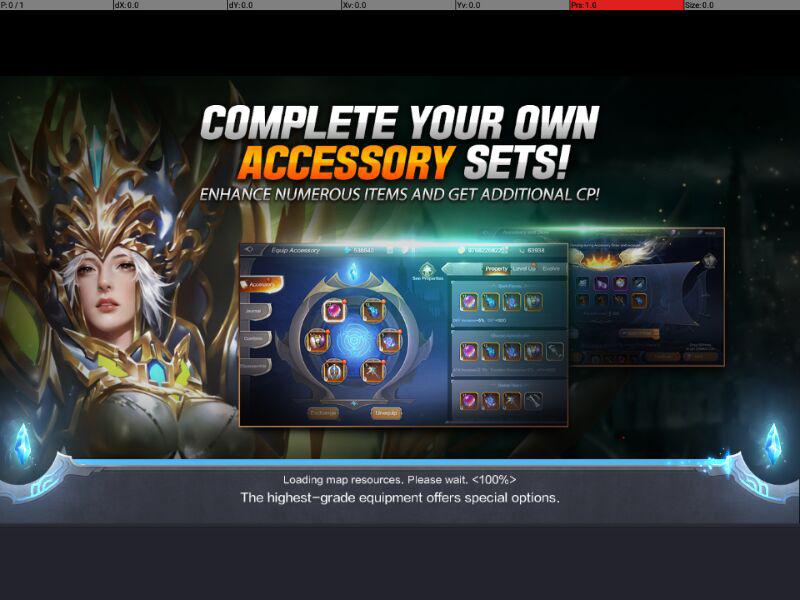 P: 0 / 1 dX: 0.0 dY: 0.0 Xv: 0.0 Yv: 0.0 Prs: 1.0 Size: 0.0
COMPLETE YOUR OWN
ACCESSORY SETS!
ENHANCE NUMEROUS ITEMS AND GET ADDITIONAL CP!
Equip Accessory
63938
See Properties
Property Level Up Evolve
Accessory
Journal
Exchange Unequip
Loading map resources. Please wait. <100%>
The highest-grade equipment offers special options.